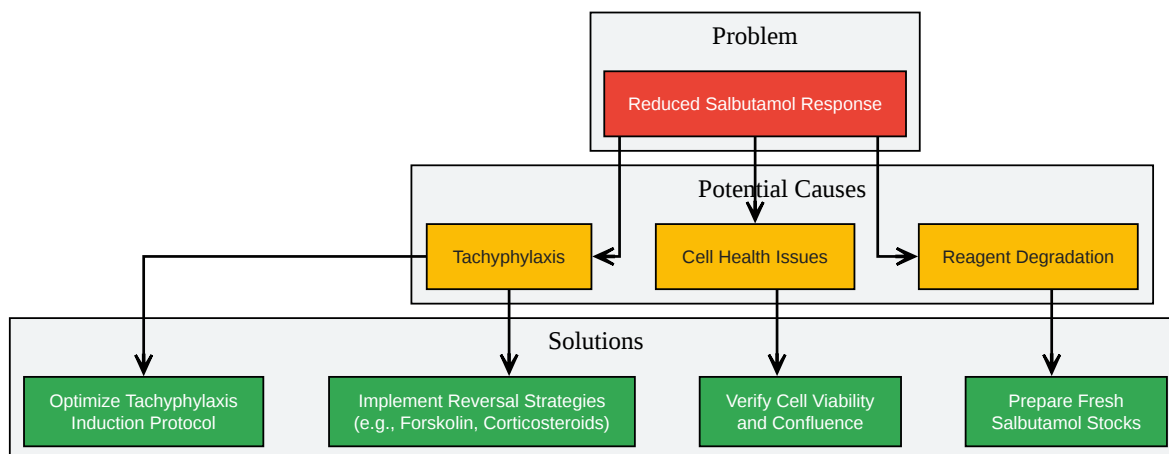 Problem
Reduced Salbutamol Response
Potential Causes
Tachyphylaxis
Cell Health Issues
Reagent Degradation
Solutions
Optimize Tachyphylaxis
Induction Protocol
Implement Reversal Strategies
(e.g., Forskolin, Corticosteroids)
Verify Cell Viability
and Confluence
Prepare Fresh
Salbutamol Stocks